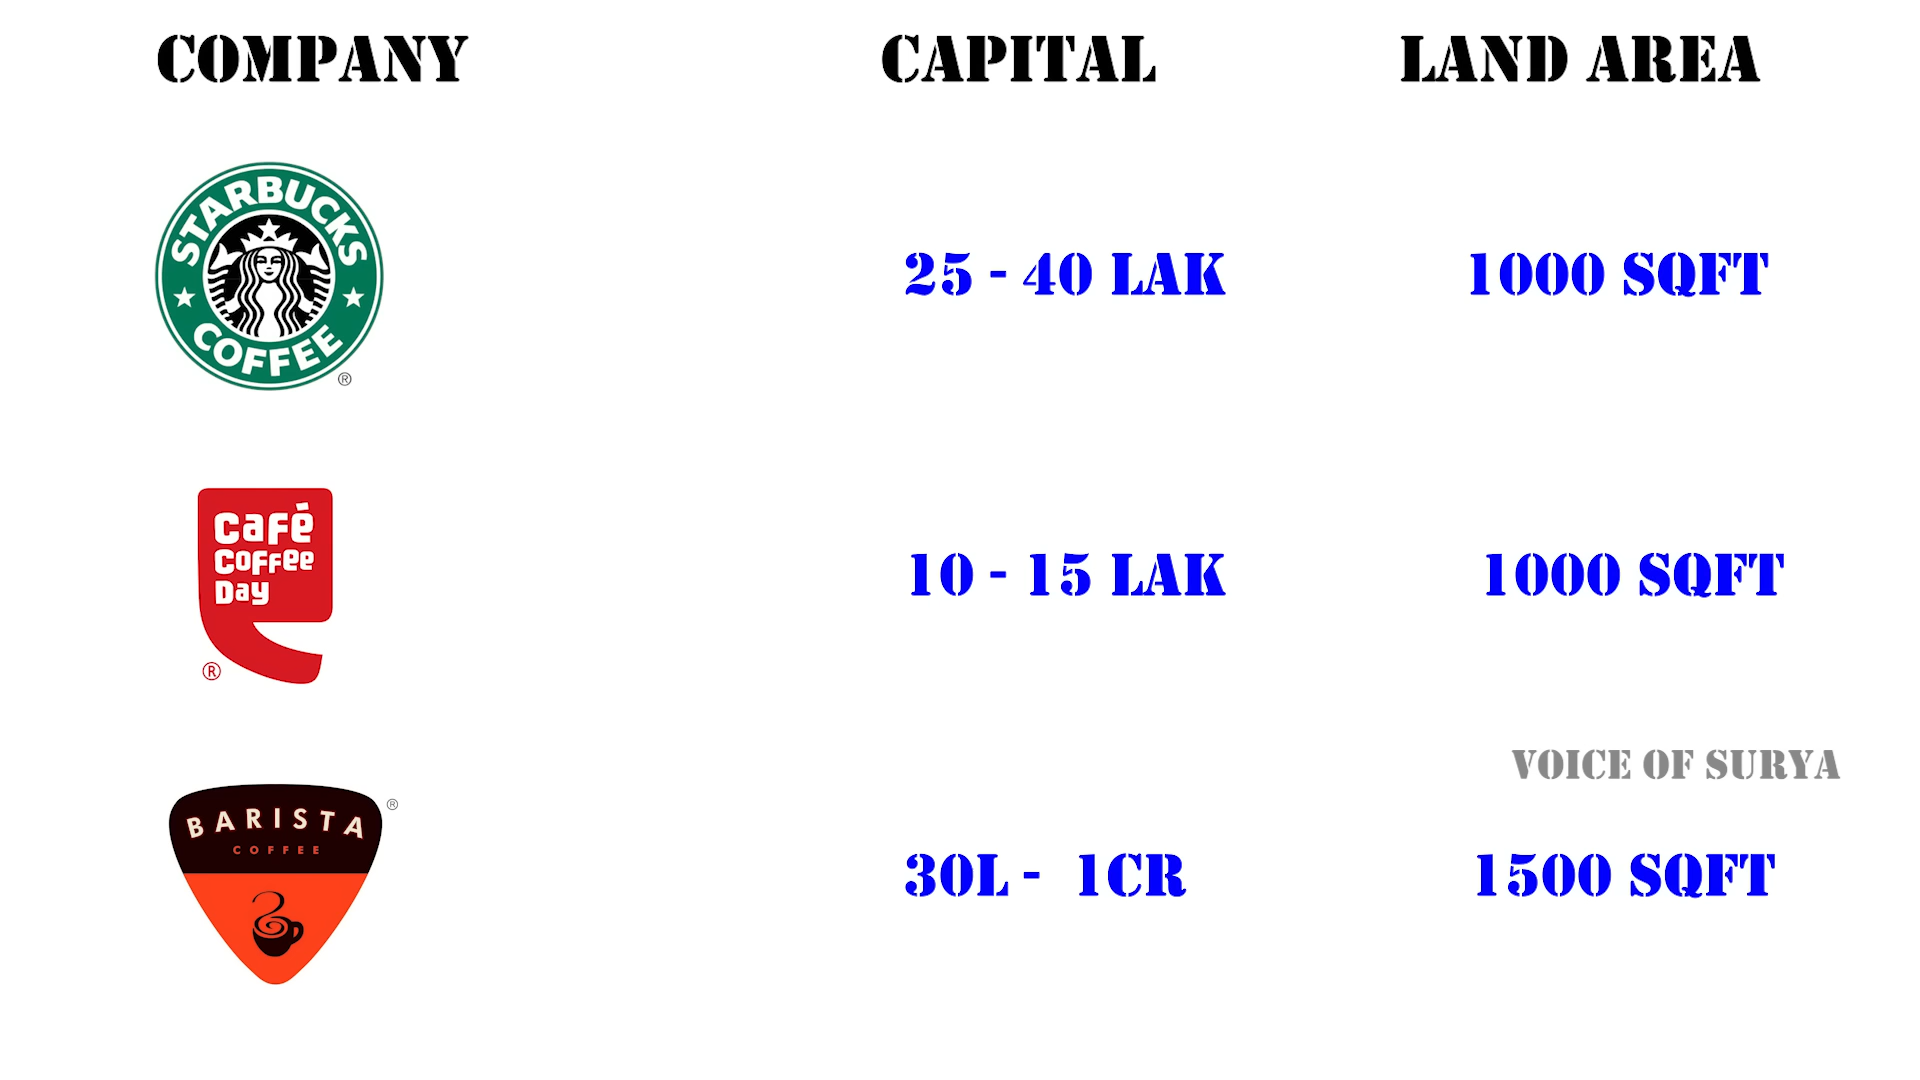 COMPANY CAPITAL LAND AREA
STARBUCKS
COFFEE
®
25 - 40 LAK 1000 SQFT
Café
Coffee
Day
®
10 - 15 LAK 1000 SQFT
VOICE OF SURYA
BARISTA ®
COFFEE
30L - 1CR 1500 SQFT